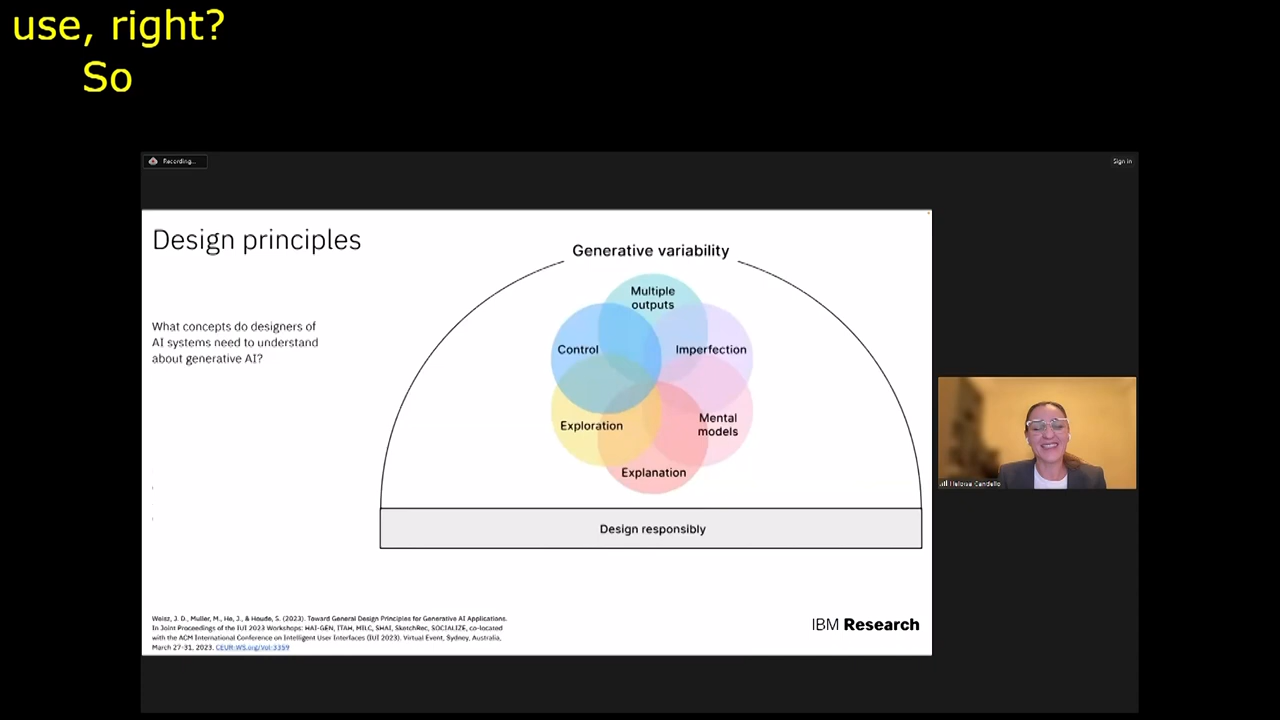 use, right?
So
Recording...
Sign in
Design principles
Generative variability
Multiple
outputs
Control
Imperfection
What concepts do designers of
AI systems need to understand
about generative AI?
Exploration
Mental
models
Explanation
Design responsibly
Heloisa Candello
Weisz, J. D., Muller, M., He, J., & Houde, S. (2023). Toward General Design Principles for Generative AI Applications.
In Joint Proceedings of the IUI 2023 Workshops: HAI-GEN, ITAH, MILC, SHAI, SketchRec, SOCIALIZE, co-located
with the ACM International Conference on Intelligent User Interfaces (IUI 2023). Virtual Event, Sydney, Australia,
March 27-31, 2023. CEUR-WS.org/Vol-3359
IBM Research